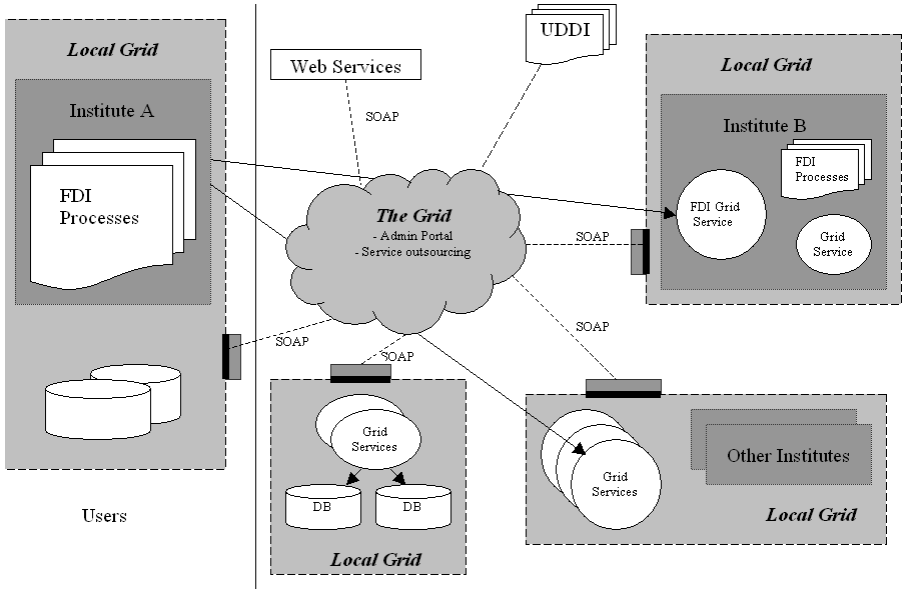 Local Grid
Institute A
FDI
Processes
Users
Web Services
SOAP
UDDI
The Grid
- Admin Portal
- Service outsourcing
SOAP
SOAP
SOAP
SOAP
Local Grid
Institute B
FDI
Processes
FDI Grid
Service
Grid
Service
Grid
Services
DB
DB
Local Grid
Grid
Services
Other Institutes
Local Grid